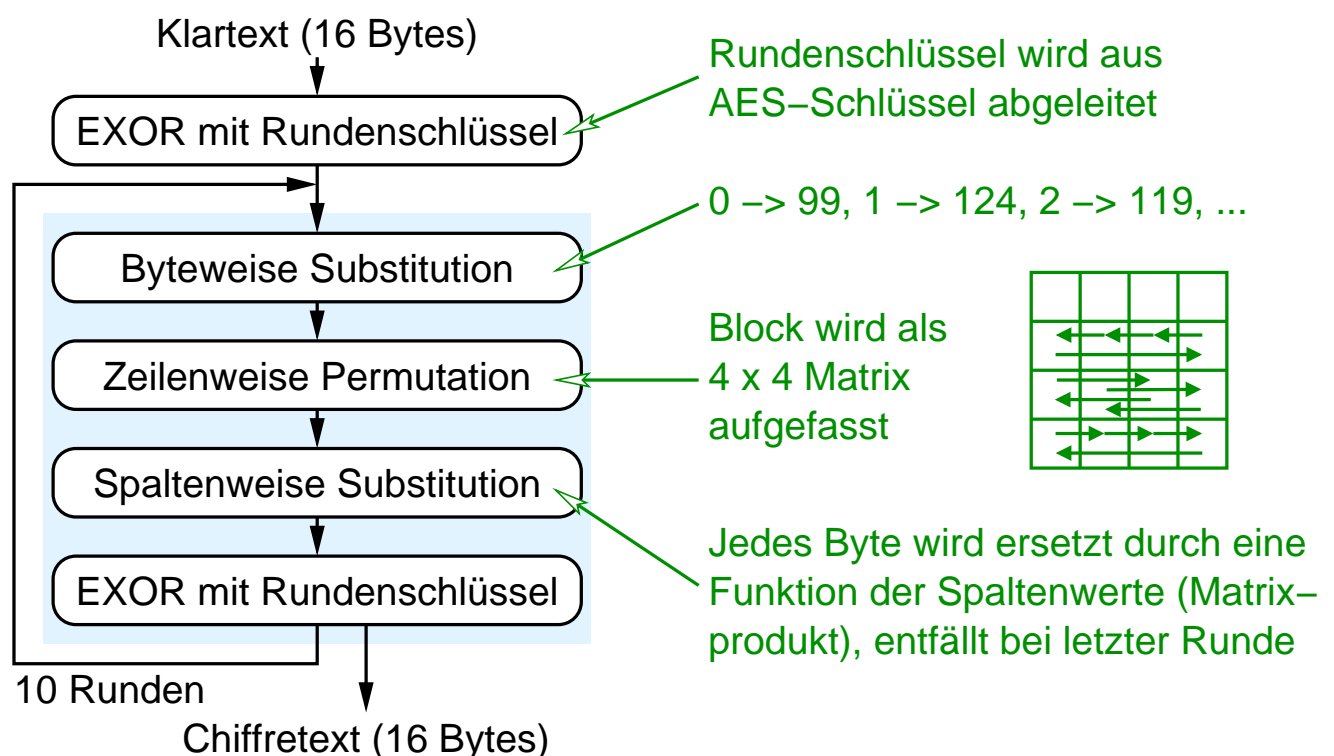 Klartext (16 Bytes)
EXOR mit Rundenschlüssel
Rundenschlüssel wird aus
AES−Schlüssel abgeleitet
0 −> 99, 1 −> 124, 2 −> 119, ...
Byteweise Substitution
Zeilenweise Permutation
Block wird als
4 x 4 Matrix
aufgefasst
Spaltenweise Substitution
EXOR mit Rundenschlüssel
Jedes Byte wird ersetzt durch eine
Funktion der Spaltenwerte (Matrix−
produkt), entfällt bei letzter Runde
10 Runden
Chiffretext (16 Bytes)